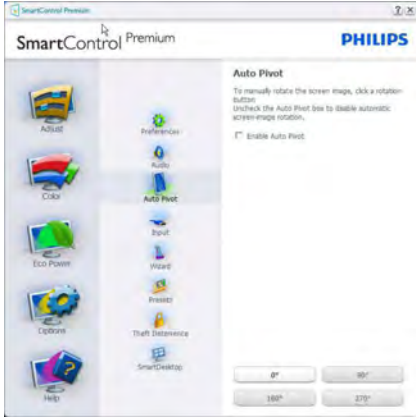 SmartControl Premium
SmartControl Premium
PHILIPS
Adjust
Color
Eco Power
Options
Help
Preferences
Audio
Auto Pivot
Input
Wizard
Presets
Theft Deterrence
SmartDesktop
Auto Pivot
To manually rotate the screen image, click a rotation
button
Uncheck the Auto Pivot box to disable automatic
screen-image rotation.
Enable Auto Pivot
0°
90°
180°
270°